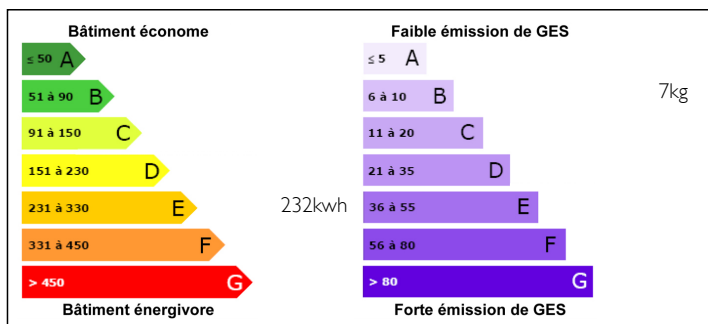 Bâtiment économe
≤ 50 A
51 à 90 B
91 à 150 C
151 à 230 D
231 à 330 E
232kwh
331 à 450 F
> 450 G
Bâtiment énergivore
Faible émission de GES
≤ 5 A
6 à 10 B
7kg
11 à 20 C
21 à 35 D
36 à 55 E
56 à 80 F
> 80 G
Forte émission de GES